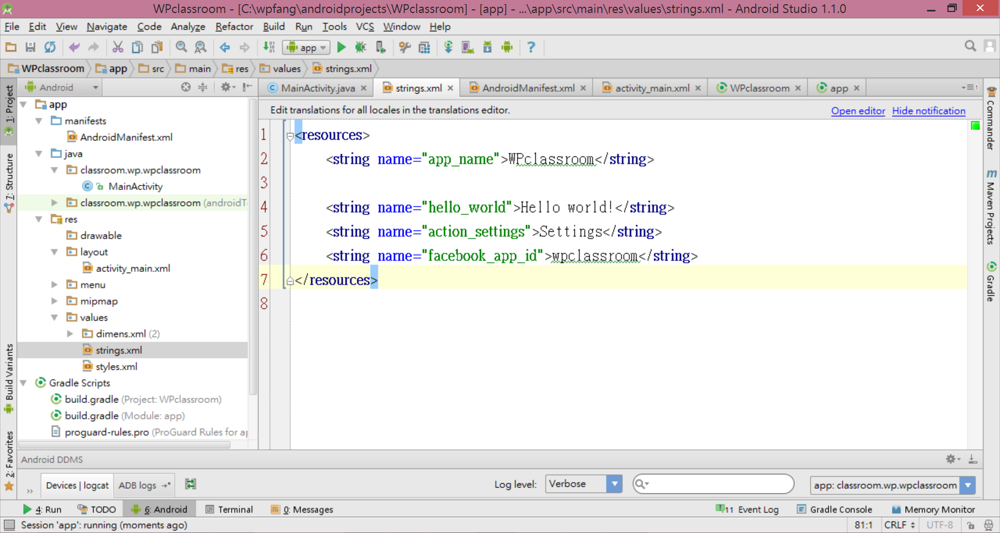 WPclassroom - [C:\wpfang\androidprojects\WPclassroom] - [app] - ...\app\src\main\res\values\strings.xml - Android Studio 1.1.0
File Edit View Navigate Code Analyze Refactor Build Run Tools VCS Window Help
app
WPclassroom app src main res values strings.xml
Android
MainActivity.java strings.xml AndroidManifest.xml activity_main.xml WPclassroom app
Edit translations for all locales in the translations editor. Open editor Hide notification
1: Project
7: Structure
Build Variants
2: Favorites
app
manifests
AndroidManifest.xml
java
classroom.wp.wpclassroom
MainActivity
classroom.wp.wpclassroom (androidT
res
drawable
layout
activity_main.xml
menu
mipmap
values
dimens.xml (2)
strings.xml
styles.xml
Gradle Scripts
build.gradle (Project: WPclassroom)
build.gradle (Module: app)
proguard-rules.pro (ProGuard Rules for ap
1 <resources>
2 <string name="app_name">WPclassroom</string>
3
4 <string name="hello_world">Hello world!</string>
5 <string name="action_settings">Settings</string>
6 <string name="facebook_app_id">wpclassroom</string>
7 </resources>
8
Commander
Maven Projects
Gradle
Android DDMS
Devices | logcat ADB logs Log level: Verbose app: classroom.wp.wpclassroom
4: Run TODO 6: Android Terminal 0: Messages 11 Event Log Gradle Console Memory Monitor
Session 'app': running (moments ago) 81:1 CRLF UTF-8